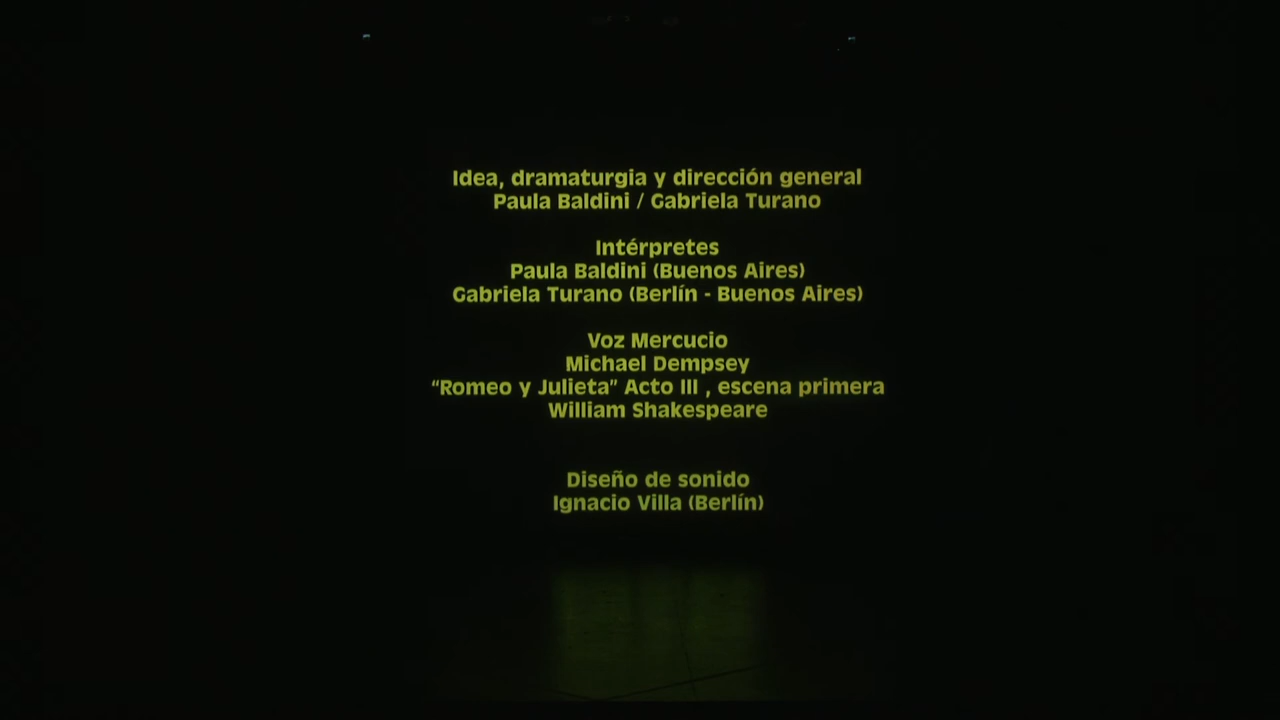 Idea, dramaturgia y dirección general
Paula Baldini / Gabriela Turano
Intérpretes
Paula Baldini (Buenos Aires)
Gabriela Turano (Berlín - Buenos Aires)
Voz Mercucio
Michael Dempsey
“Romeo y Julieta” Acto III , escena primera
William Shakespeare
Diseño de sonido
Ignacio Villa (Berlín)